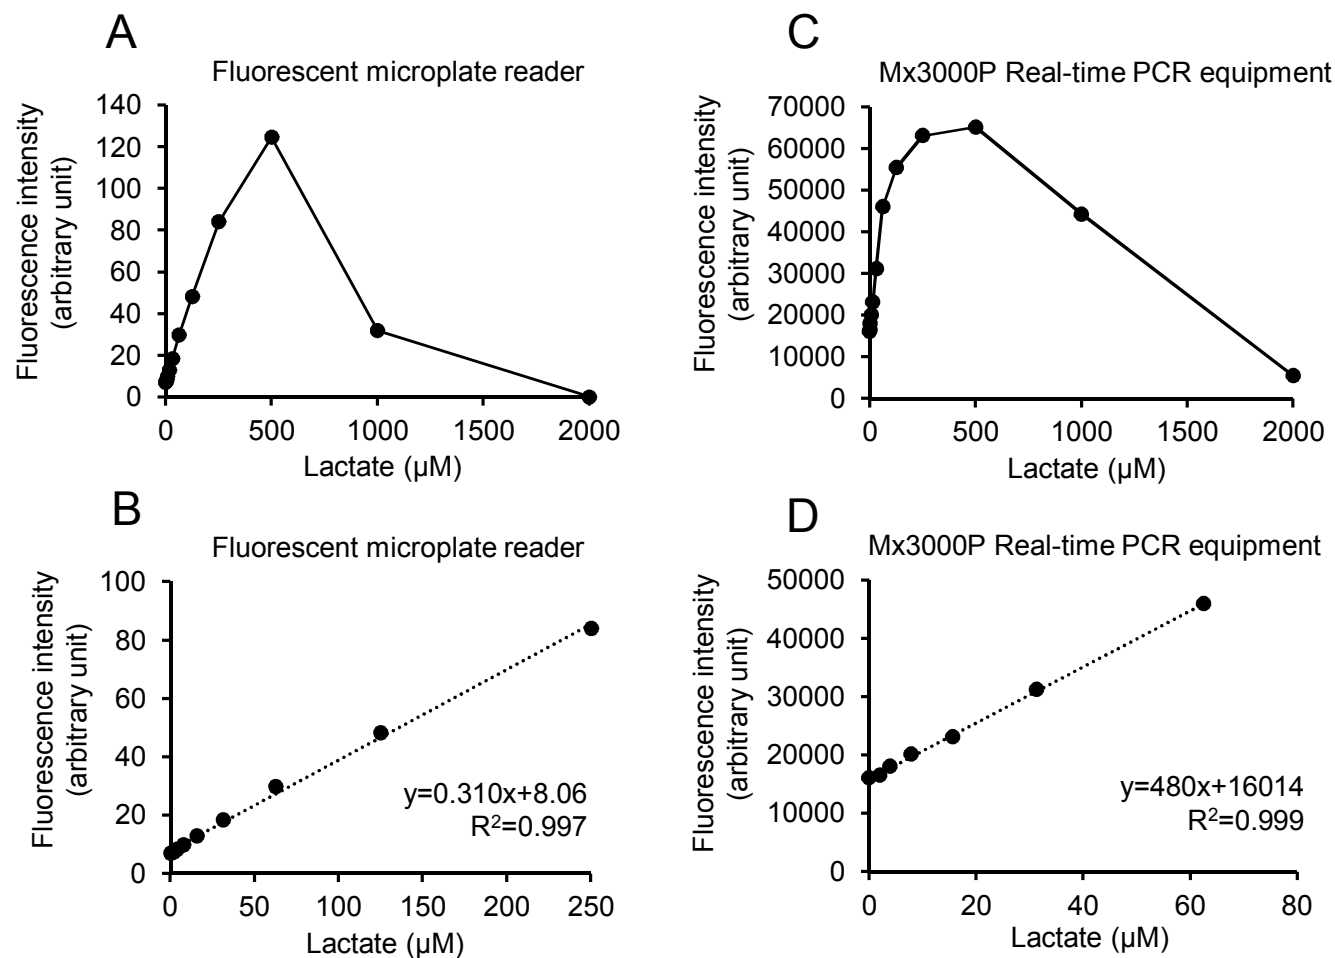 A
Fluorescent microplate reader
Fluorescence intensity
(arbitrary unit)
140
120
100
80
60
40
20
0
0 500 1000 1500 2000
Lactate (µM)
C
Mx3000P Real-time PCR equipment
Fluorescence intensity
(arbitrary unit)
70000
60000
50000
40000
30000
20000
10000
0
0 500 1000 1500 2000
Lactate (µM)
B
Fluorescent microplate reader
Fluorescence intensity
(arbitrary unit)
100
80
60
40
20
0
y=0.310x+8.06
R²=0.997
0 50 100 150 200 250
Lactate (µM)
D
Mx3000P Real-time PCR equipment
Fluorescence intensity
(arbitrary unit)
50000
40000
30000
20000
10000
0
y=480x+16014
R²=0.999
0 20 40 60 80
Lactate (µM)